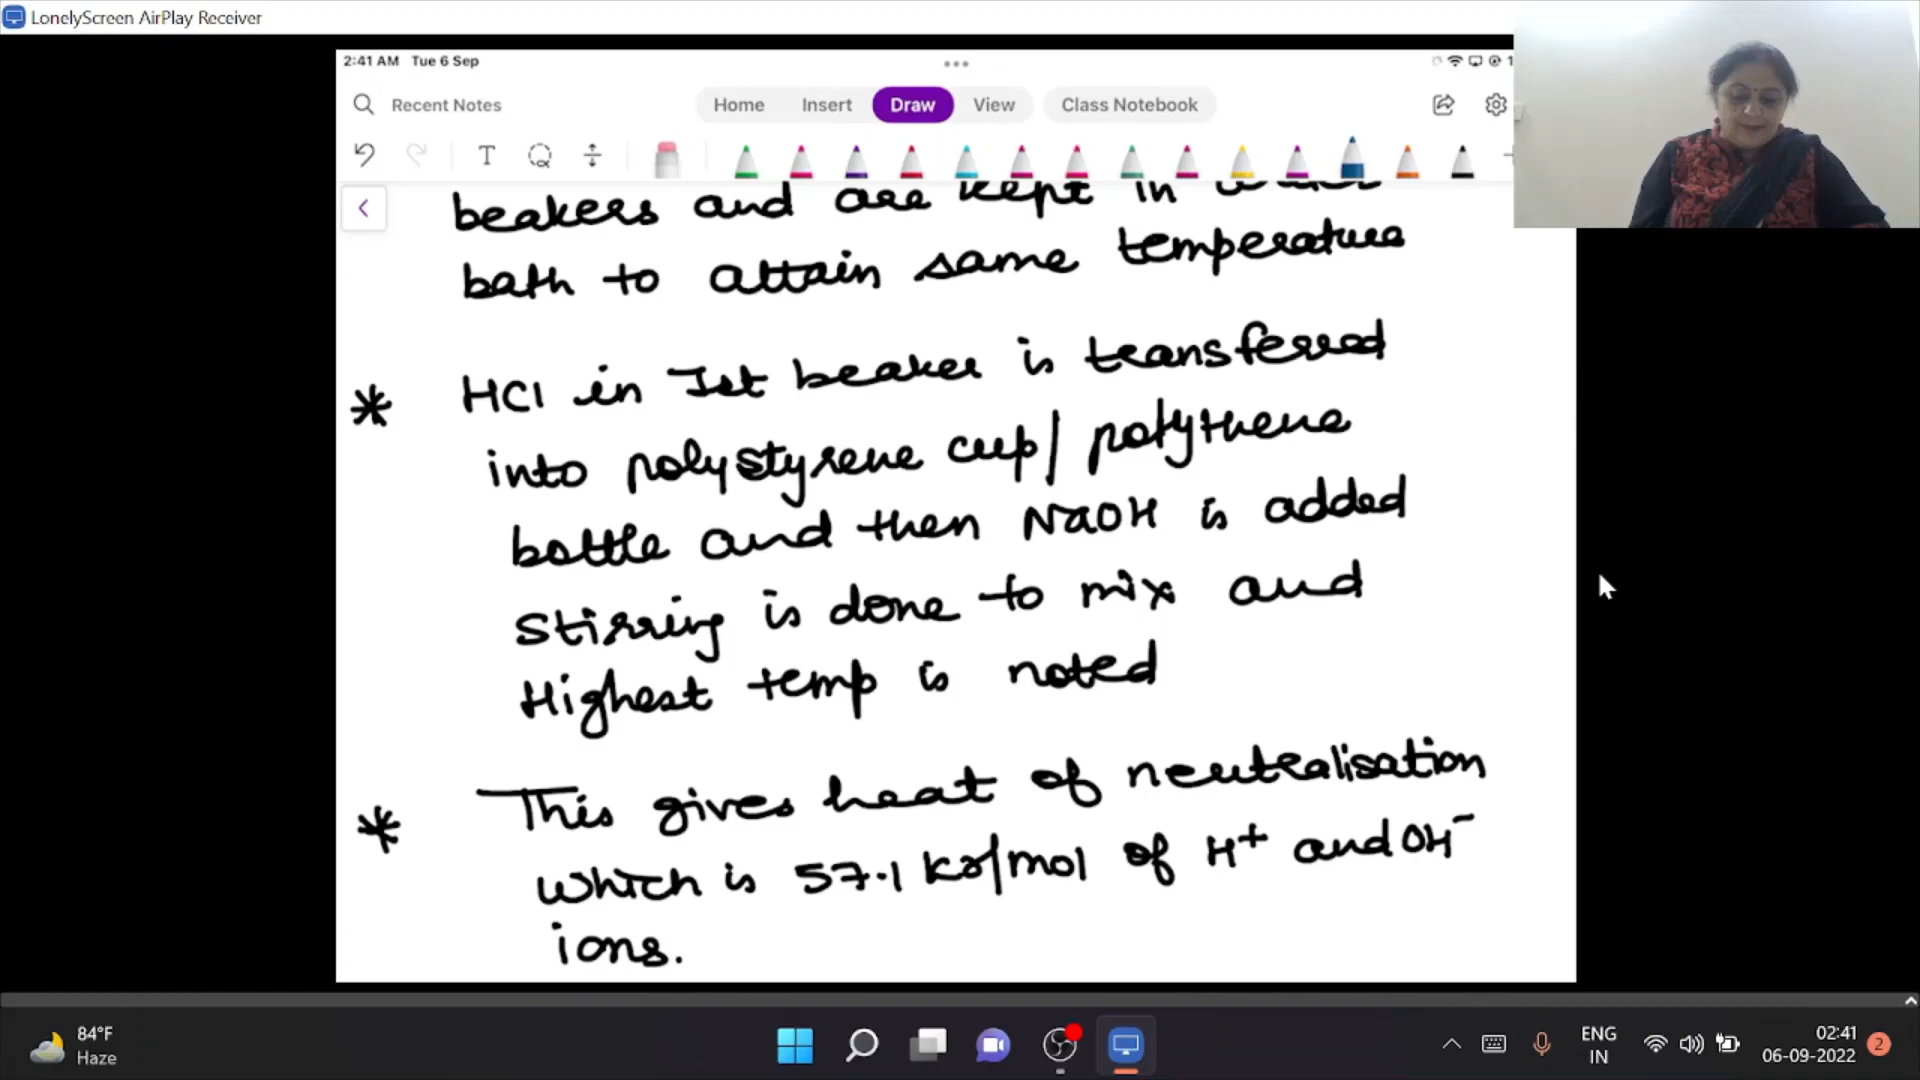 LonelyScreen AirPlay Receiver
2:41 AM Tue 6 Sep
Recent Notes Home Insert Draw View Class Notebook
beakers and are kept in water
bath to attain same temperature
* HCl in Ist beaker is transferred
into polystyrene cup/ polythene
bottle and then NaOH is added
Stirring is done to mix and
Highest temp is noted
* This gives heat of neutralisation
which is 57.1 KJ/mol of H+ and OH-
ions.
84°F
Haze
ENG
IN
02:41
06-09-2022
2